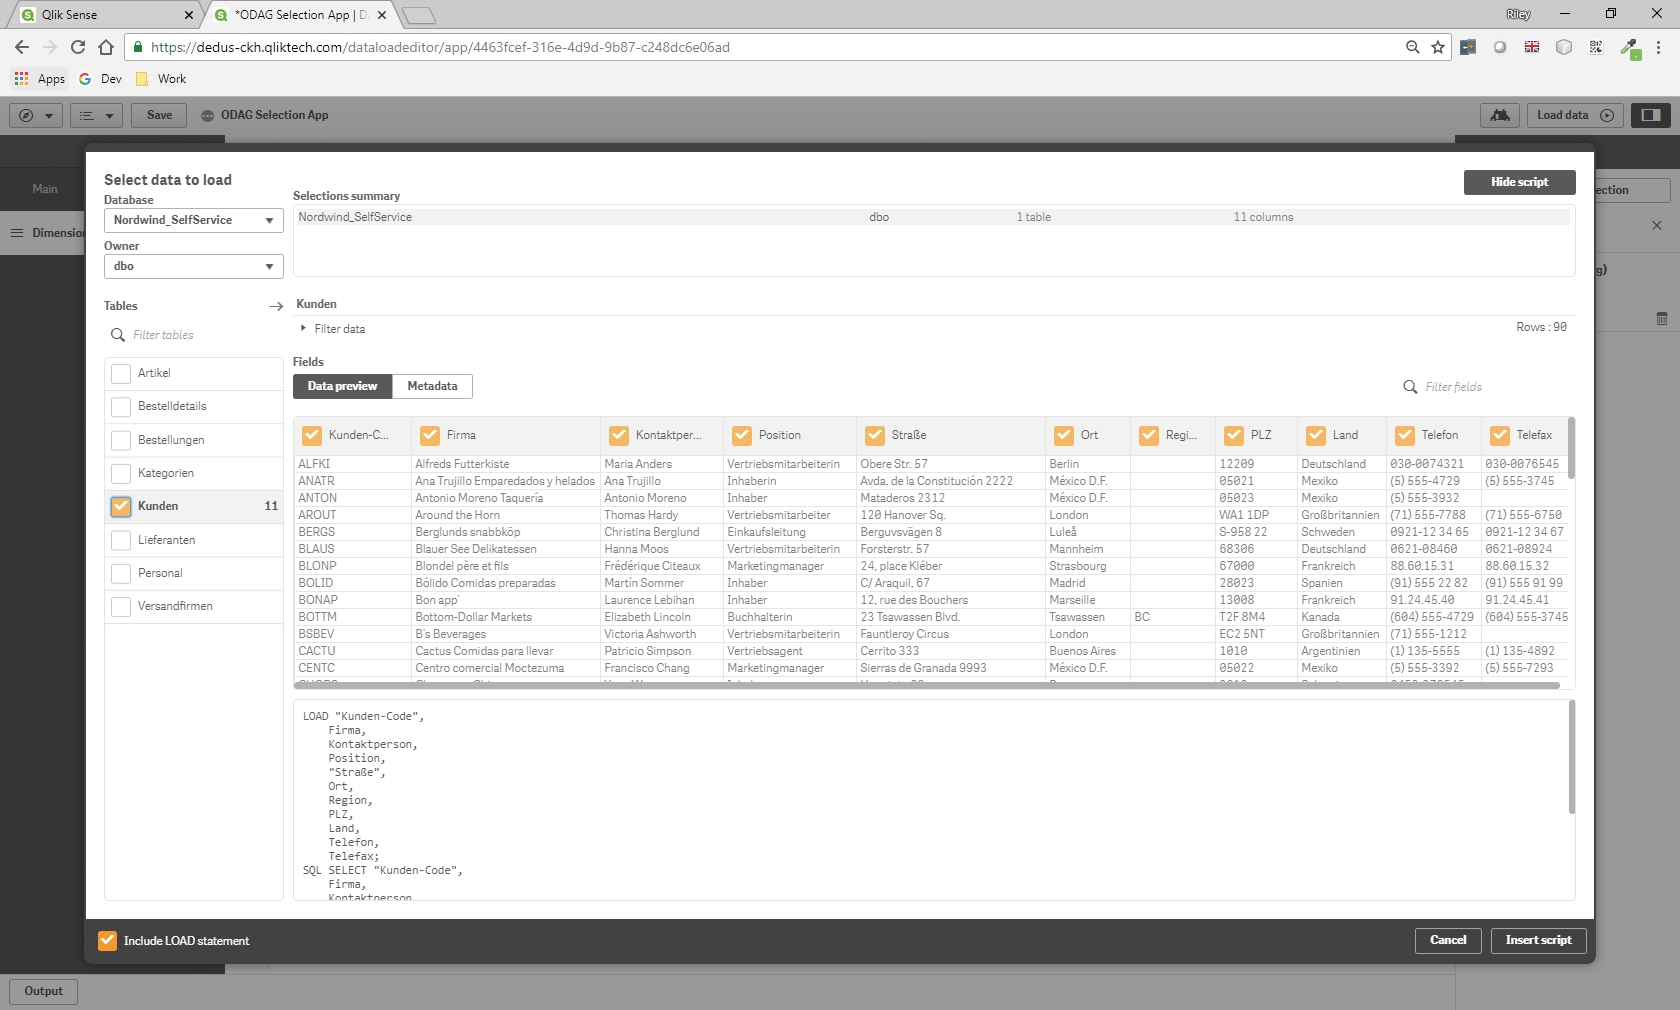 Qlik Sense
*ODAG Selection App | D
Riley
https://dedus-ckh.qliktech.com/dataloadeditor/app/4463fcef-316e-4d9d-9b87-c248dc6e06ad
Apps Dev Work
Save ODAG Selection App Load data
Main
Dimension
ection
g)
Select data to load
Hide script
Database
Nordwind_SelfService
Owner
dbo
Selections summary
Nordwind_SelfService dbo 1 table 11 columns
Tables
Filter tables
Artikel
Bestelldetails
Bestellungen
Kategorien
Kunden 11
Lieferanten
Personal
Versandfirmen
Kunden
Filter data
Rows : 90
Fields
Data preview Metadata
Filter fields
Kunden-C... Firma Kontaktper... Position Straße Ort Regi... PLZ Land Telefon Telefax
ALFKI Alfreds Futterkiste Maria Anders Vertriebsmitarbeiterin Obere Str. 57 Berlin 12209 Deutschland 030-0074321 030-0076545
ANATR Ana Trujillo Emparedados y helados Ana Trujillo Inhaberin Avda. de la Constitución 2222 México D.F. 05021 Mexiko (5) 555-4729 (5) 555-3745
ANTON Antonio Moreno Taquería Antonio Moreno Inhaber Mataderos 2312 México D.F. 05023 Mexiko (5) 555-3932
AROUT Around the Horn Thomas Hardy Vertriebsmitarbeiter 120 Hanover Sq. London WA1 1DP Großbritannien (71) 555-7788 (71) 555-6750
BERGS Berglunds snabbköp Christina Berglund Einkaufsleitung Berguvsvägen 8 Luleå S-958 22 Schweden 0921-12 34 65 0921-12 34 67
BLAUS Blauer See Delikatessen Hanna Moos Vertriebsmitarbeiterin Forsterstr. 57 Mannheim 68306 Deutschland 0621-08460 0621-08924
BLONP Blondel père et fils Frédérique Citeaux Marketingmanager 24, place Kléber Strasbourg 67000 Frankreich 88.60.15.31 88.60.15.32
BOLID Bólido Comidas preparadas Martín Sommer Inhaber C/ Araquil, 67 Madrid 28023 Spanien (91) 555 22 82 (91) 555 91 99
BONAP Bon app' Laurence Lebihan Inhaber 12, rue des Bouchers Marseille 13008 Frankreich 91.24.45.40 91.24.45.41
BOTTM Bottom-Dollar Markets Elizabeth Lincoln Buchhalterin 23 Tsawassen Blvd. Tsawassen BC T2F 8M4 Kanada (604) 555-4729 (604) 555-3745
BSBEV B's Beverages Victoria Ashworth Vertriebsmitarbeiterin Fauntleroy Circus London EC2 5NT Großbritannien (71) 555-1212
CACTU Cactus Comidas para llevar Patricio Simpson Vertriebsagent Cerrito 333 Buenos Aires 1010 Argentinien (1) 135-5555 (1) 135-4892
CENTC Centro comercial Moctezuma Francisco Chang Marketingmanager Sierras de Granada 9993 México D.F. 05022 Mexiko (5) 555-3392 (5) 555-7293
LOAD "Kunden-Code",
Firma,
Kontaktperson,
Position,
"Straße",
Ort,
Region,
PLZ,
Land,
Telefon,
Telefax;
SQL SELECT "Kunden-Code",
Firma,
Kontaktperson
Include LOAD statement
Cancel Insert script
Output